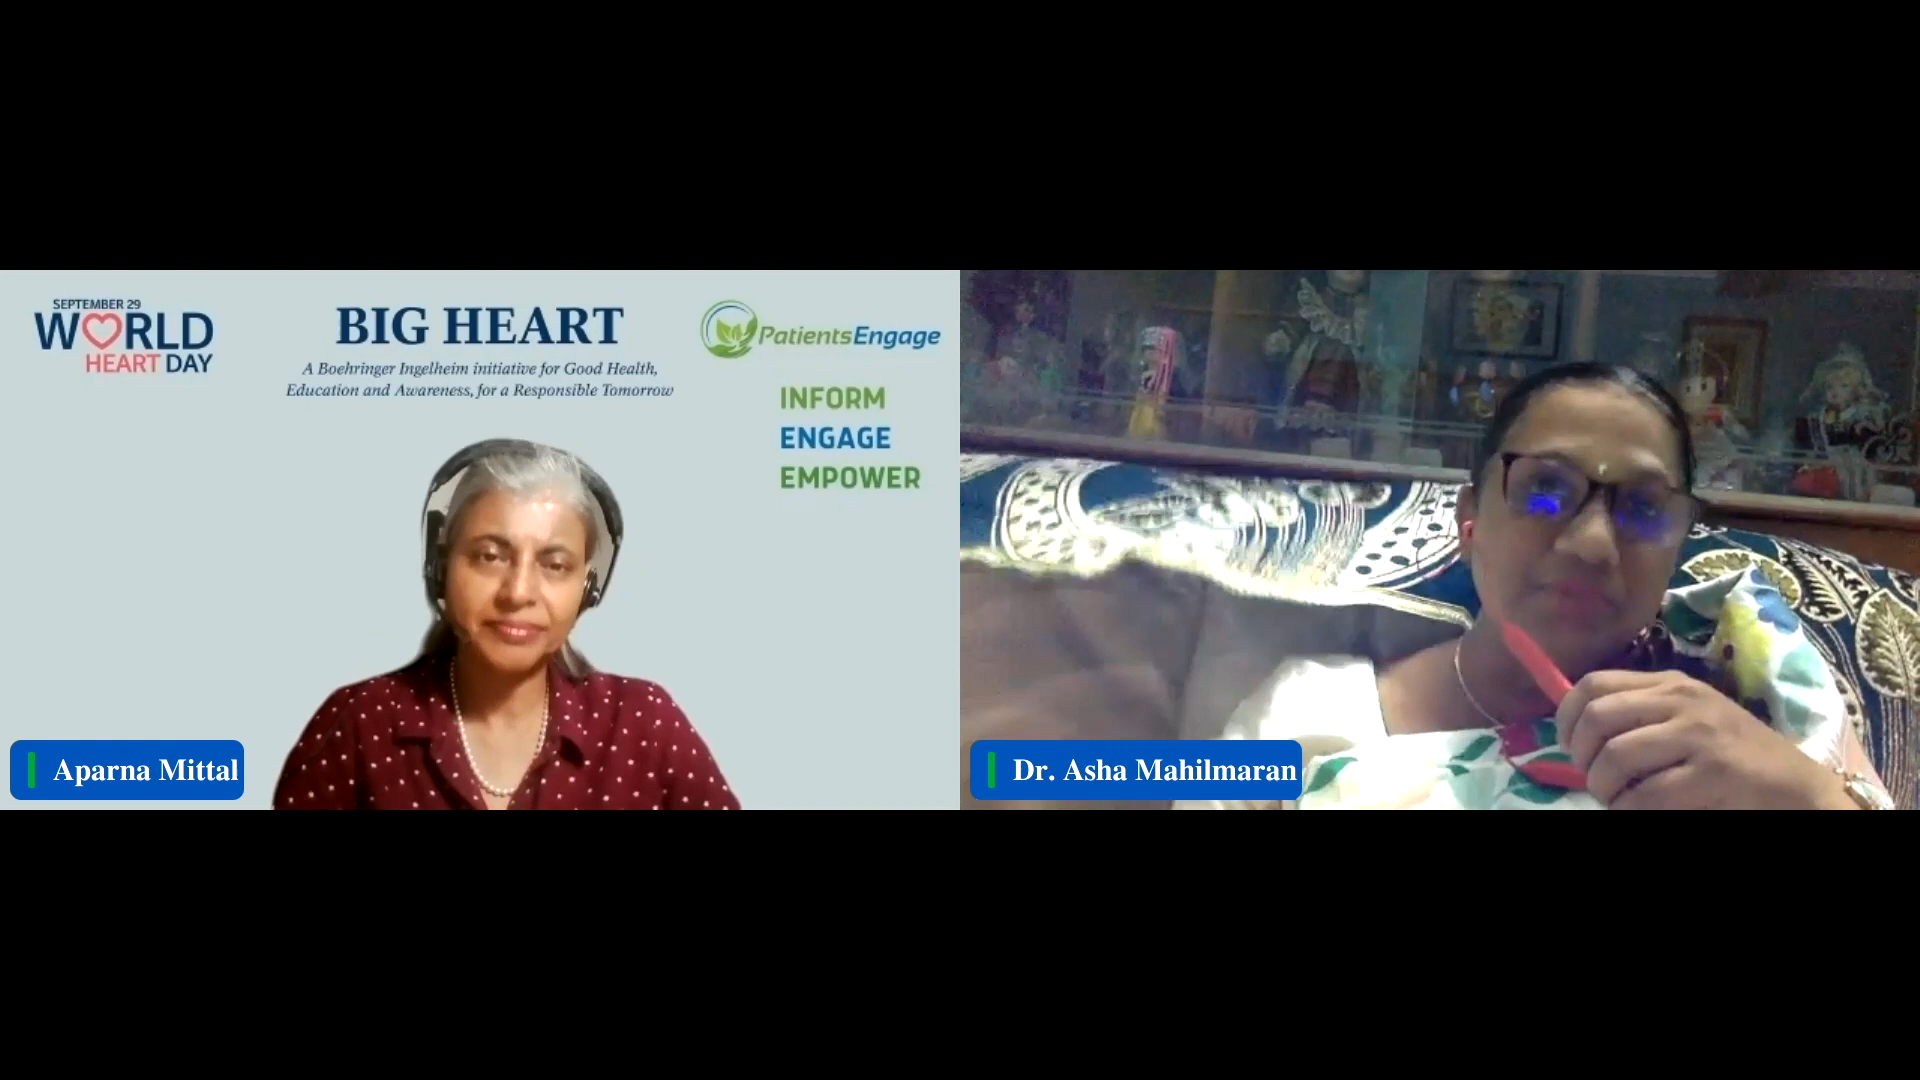 SEPTEMBER 29
WORLD
HEART DAY
BIG HEART
A Boehringer Ingelheim initiative for Good Health,
Education and Awareness, for a Responsible Tomorrow
PatientsEngage
INFORM
ENGAGE
EMPOWER
Aparna Mittal
Dr. Asha Mahilmaran